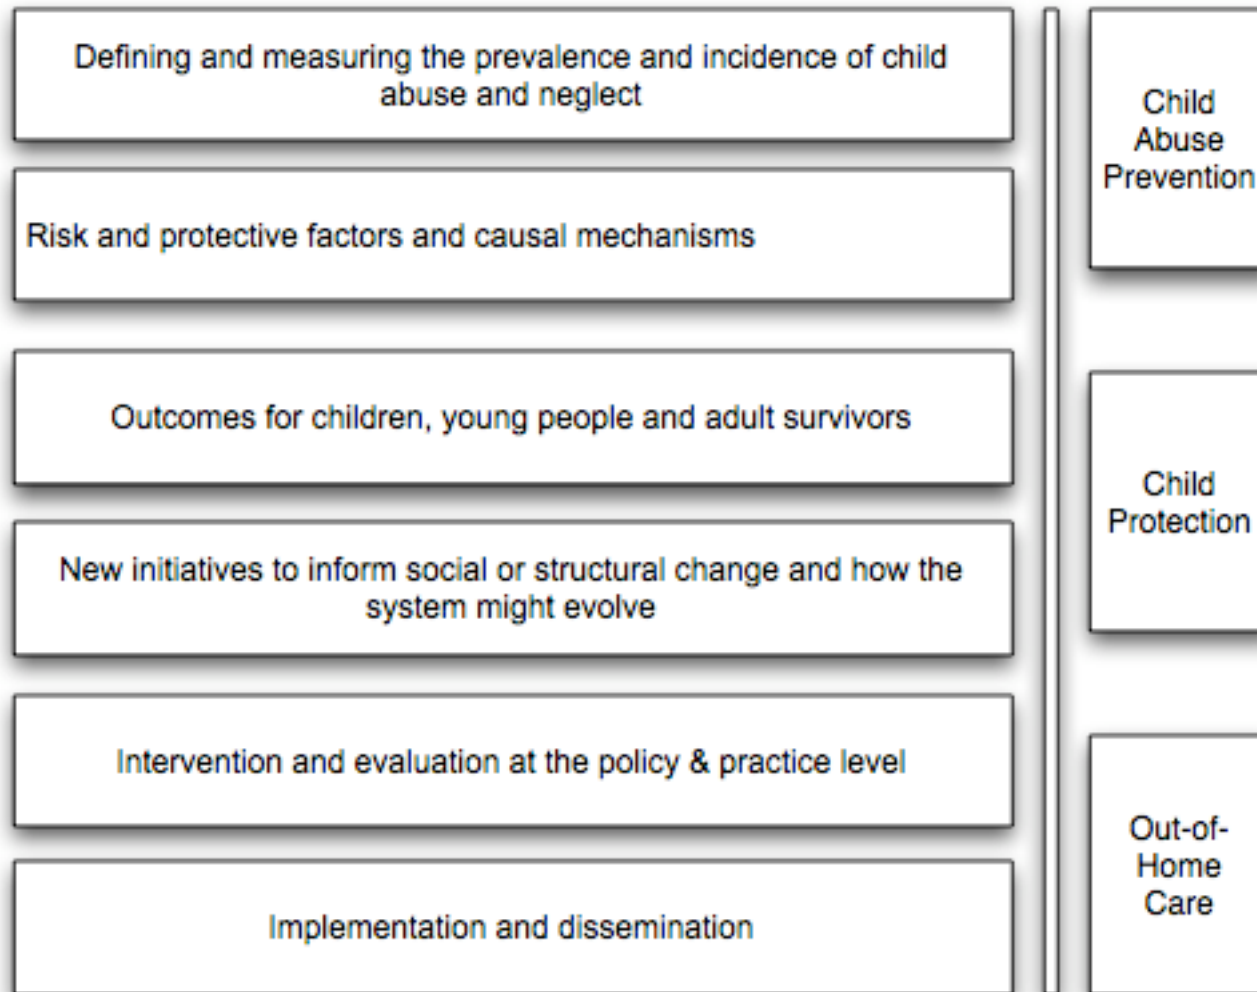 Defining and measuring the prevalence and incidence of child
abuse and neglect
Risk and protective factors and causal mechanisms
Outcomes for children, young people and adult survivors
New initiatives to inform social or structural change and how the
system might evolve
Intervention and evaluation at the policy & practice level
Implementation and dissemination
Child
Abuse
Prevention
Child
Protection
Out-of-
Home
Care